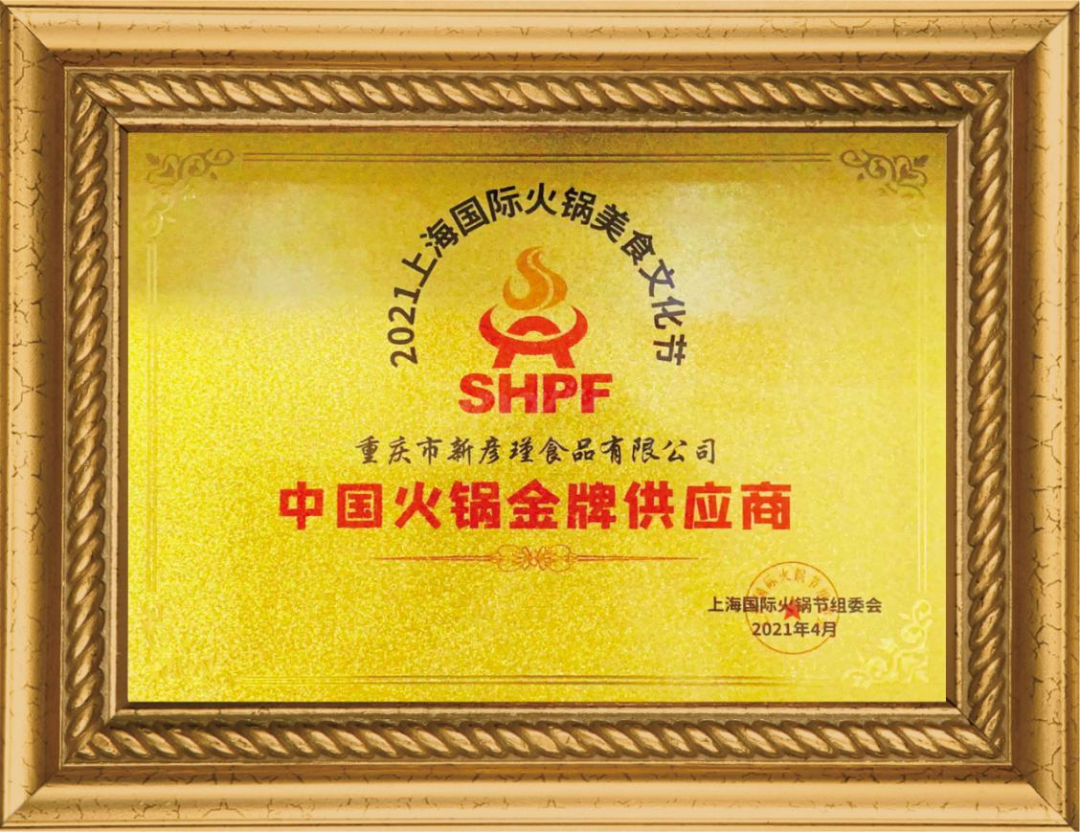 2021上海国际火锅美食文化节
SHPF
重庆市新彦瑾食品有限公司
中国火锅金牌供应商
上海国际火锅节组委会
2021年4月